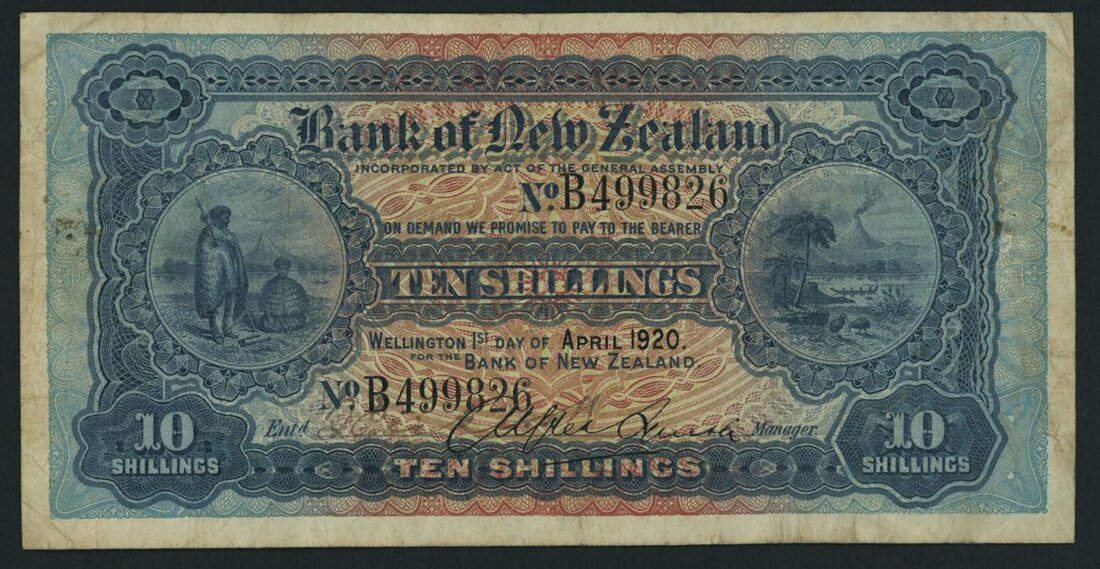 Bank of New Zealand
INCORPORATED BY ACT OF THE GENERAL ASSEMBLY
No. B499826
ON DEMAND WE PROMISE TO PAY TO THE BEARER
TEN SHILLINGS
WELLINGTON 1ST DAY OF APRIL 1920.
FOR THE BANK OF NEW ZEALAND
No. B499826
Ent'd
Manager.
10
SHILLINGS
TEN SHILLINGS
10
SHILLINGS